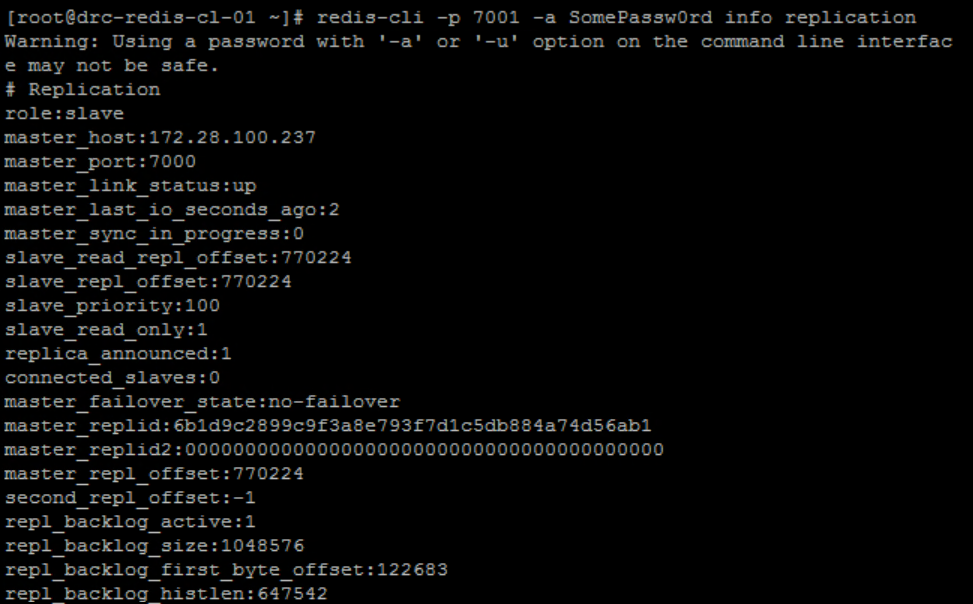 [root@drc-redis-cl-01 ~]# redis-cli -p 7001 -a SomePassw0rd info replication
Warning: Using a password with '-a' or '-u' option on the command line interfac
e may not be safe.
# Replication
role:slave
master_host:172.28.100.237
master_port:7000
master_link_status:up
master_last_io_seconds_ago:2
master_sync_in_progress:0
slave_read_repl_offset:770224
slave_repl_offset:770224
slave_priority:100
slave_read_only:1
replica_announced:1
connected_slaves:0
master_failover_state:no-failover
master_replid:6b1d9c2899c9f3a8e793f7d1c5db884a74d56ab1
master_replid2:0000000000000000000000000000000000000000
master_repl_offset:770224
second_repl_offset:-1
repl_backlog_active:1
repl_backlog_size:1048576
repl_backlog_first_byte_offset:122683
repl_backlog_histlen:647542